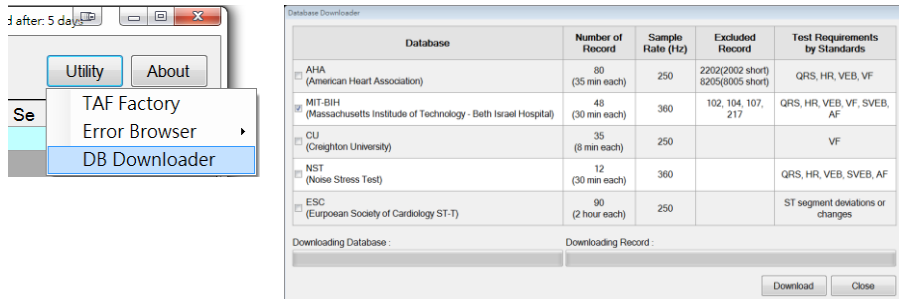 d after: 5 days
Utility
About
Se
TAF Factory
Error Browser
DB Downloader
Database Downloader
Database
Number of Record
Sample Rate (Hz)
Excluded Record
Test Requirements by Standards
AHA
(American Heart Association)
80
(35 min each)
250
2202(2002 short)
8205(8005 short)
QRS, HR, VEB, VF
MIT-BIH
(Massachusetts Institute of Technology - Beth Israel Hospital)
48
(30 min each)
360
102, 104, 107,
217
QRS, HR, VEB, VF, SVEB,
AF
CU
(Creighton University)
35
(8 min each)
250
VF
NST
(Noise Stress Test)
12
(30 min each)
360
QRS, HR, VEB, SVEB, AF
ESC
(Eurpoean Society of Cardiology ST-T)
90
(2 hour each)
250
ST segment deviations or
changes
Downloading Database :
Downloading Record :
Download
Close